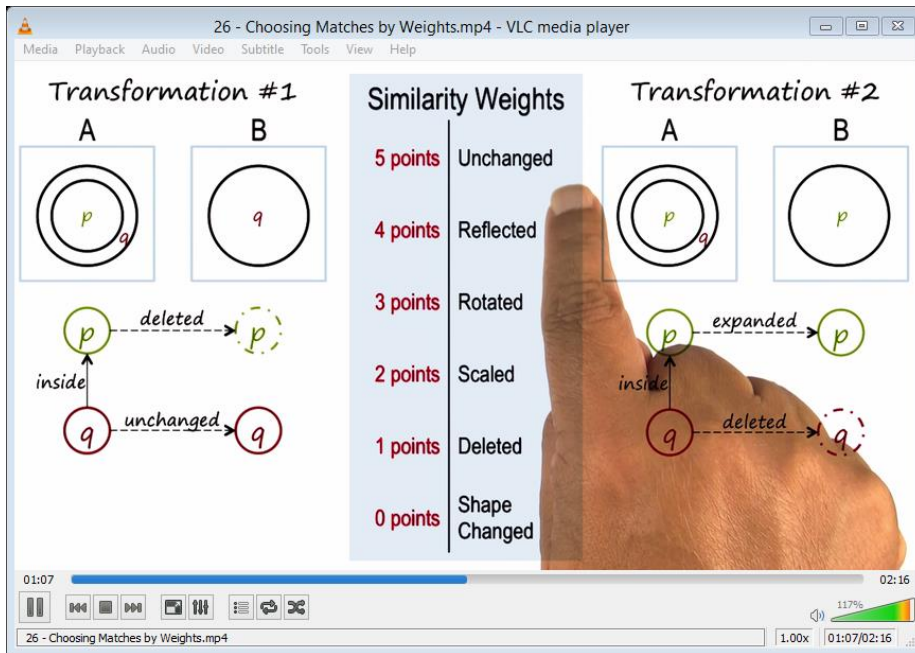 26 - Choosing Matches by Weights.mp4 - VLC media player
Media Playback Audio Video Subtitle Tools View Help
Transformation #1
A B
p q q
p deleted p
inside
q unchanged q
Similarity Weights
5 points Unchanged
4 points Reflected
3 points Rotated
2 points Scaled
1 points Deleted
0 points Shape
Changed
Transformation #2
A B
p q p
p expanded p
inside
q deleted q
01:07 02:16
117%
26 - Choosing Matches by Weights.mp4 1.00x 01:07/02:16